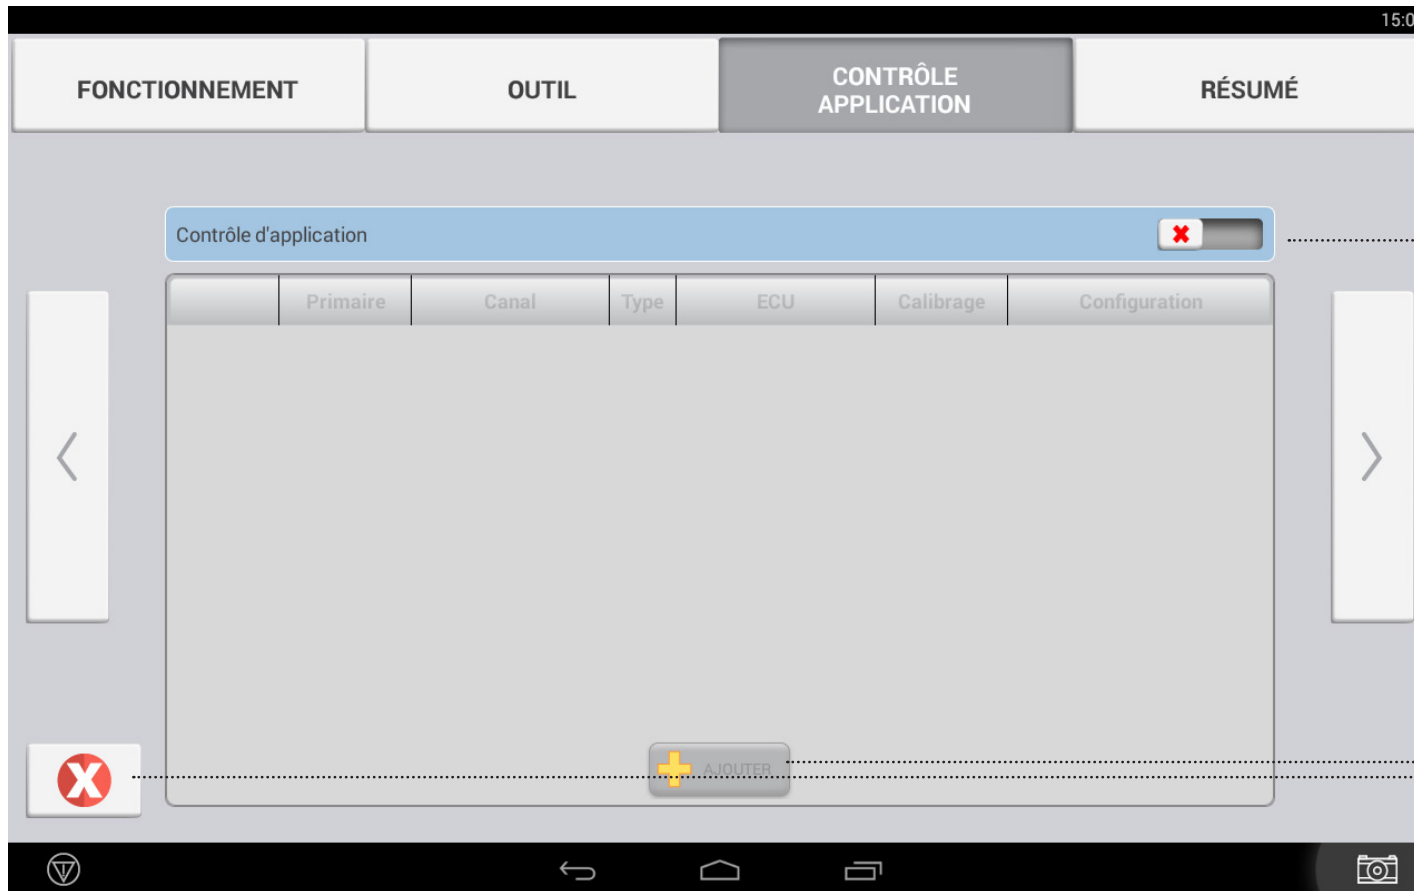 15:0
FONCTIONNEMENT
OUTIL
CONTRÔLE
APPLICATION
RÉSUMÉ
Contrôle d'application
Primaire Canal Type ECU Calibrage Configuration
AJOUTER